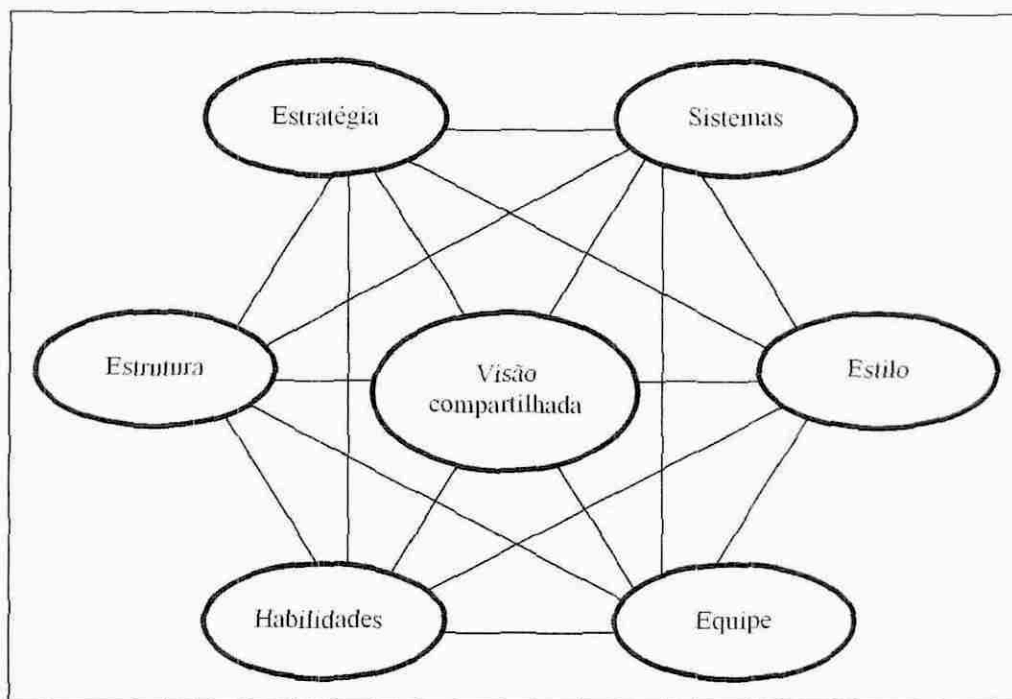 Estratégia
Sistemas
Estrutura
Visão
compartilhada
Estilo
Habilidades
Equipe